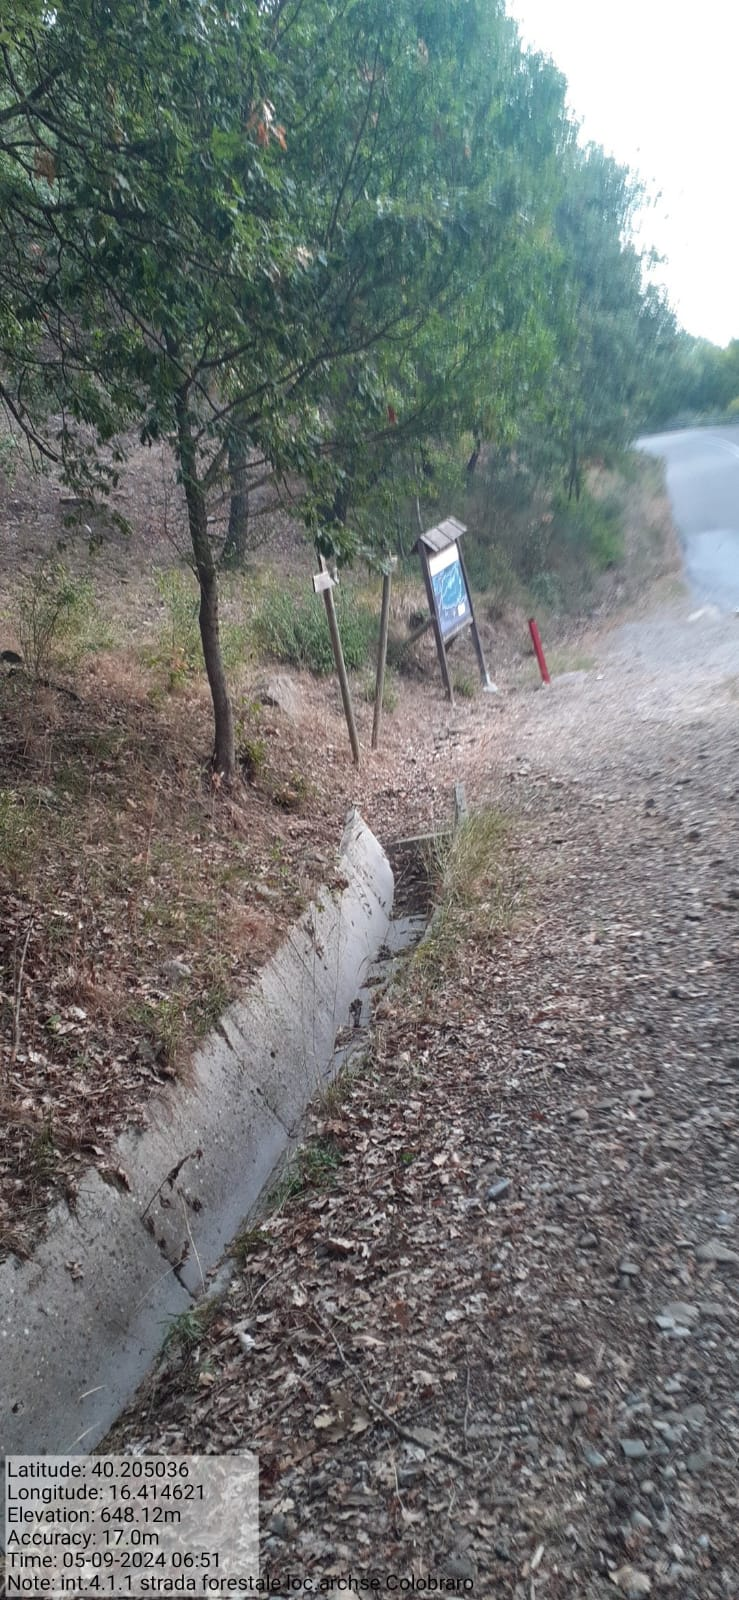 Latitude: 40.205036
Longitude: 16.414621
Elevation: 648.12m
Accuracy: 17.0m
Time: 05-09-2024 06:51
Note: int.4.1.1 strada forestale loc.archse Colobraro